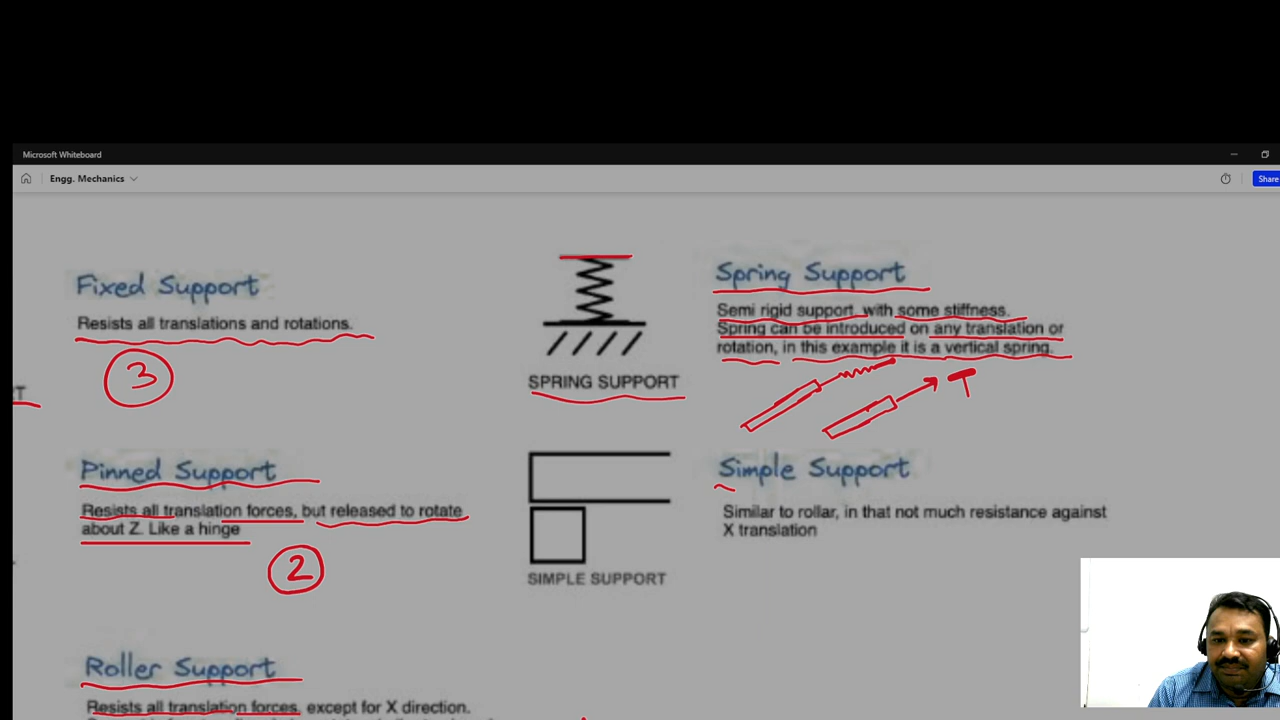 Microsoft Whiteboard
Engg. Mechanics
Share
Fixed Support
Resists all translations and rotations.
3
SPRING SUPPORT
Spring Support
Semi rigid support with some stiffness.
Spring can be introduced on any translation or
rotation, in this example it is a vertical spring.
T
Pinned Support
Resists all translation forces, but released to rotate
about Z. Like a hinge
2
SIMPLE SUPPORT
Simple Support
Similar to rollar, in that not much resistance against
X translation
Roller Support
Resists all translation forces, except for X direction.